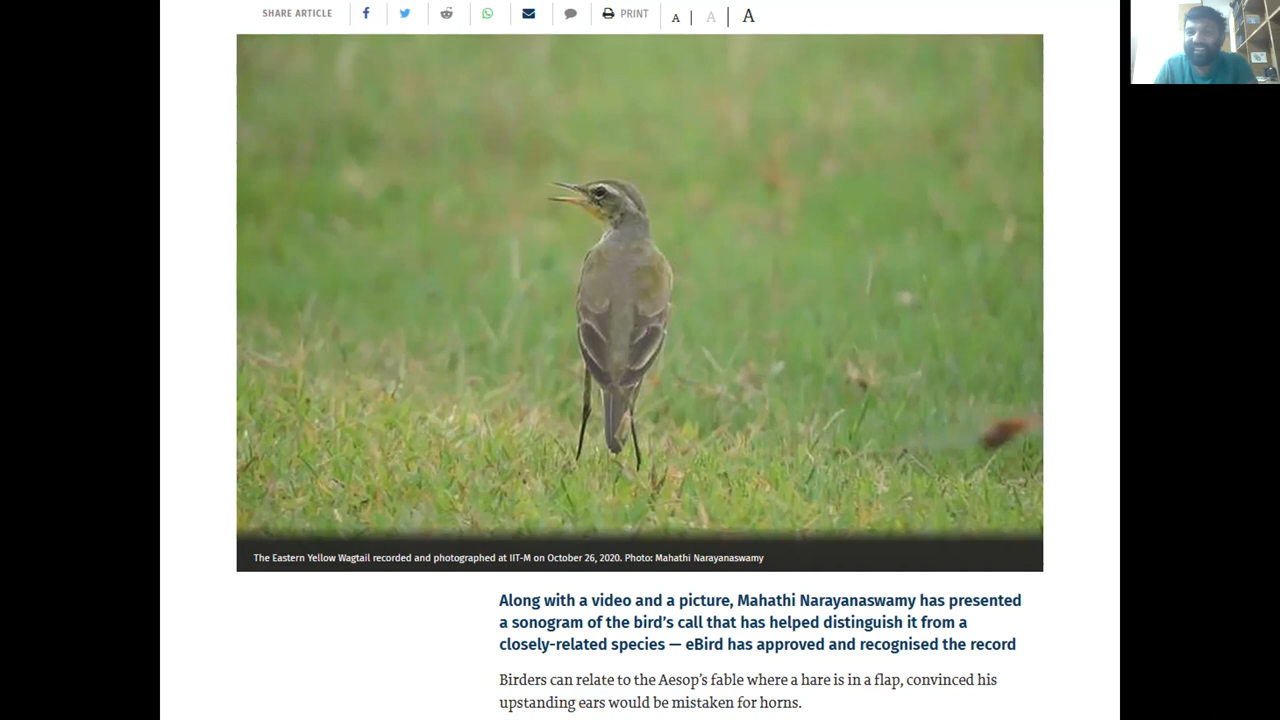 SHARE ARTICLE PRINT A A A
The Eastern Yellow Wagtail recorded and photographed at IIT-M on October 26, 2020. Photo: Mahathi Narayanaswamy
Along with a video and a picture, Mahathi Narayanaswamy has presented
a sonogram of the bird’s call that has helped distinguish it from a
closely-related species — eBird has approved and recognised the record
Birders can relate to the Aesop’s fable where a hare is in a flap, convinced his
upstanding ears would be mistaken for horns.